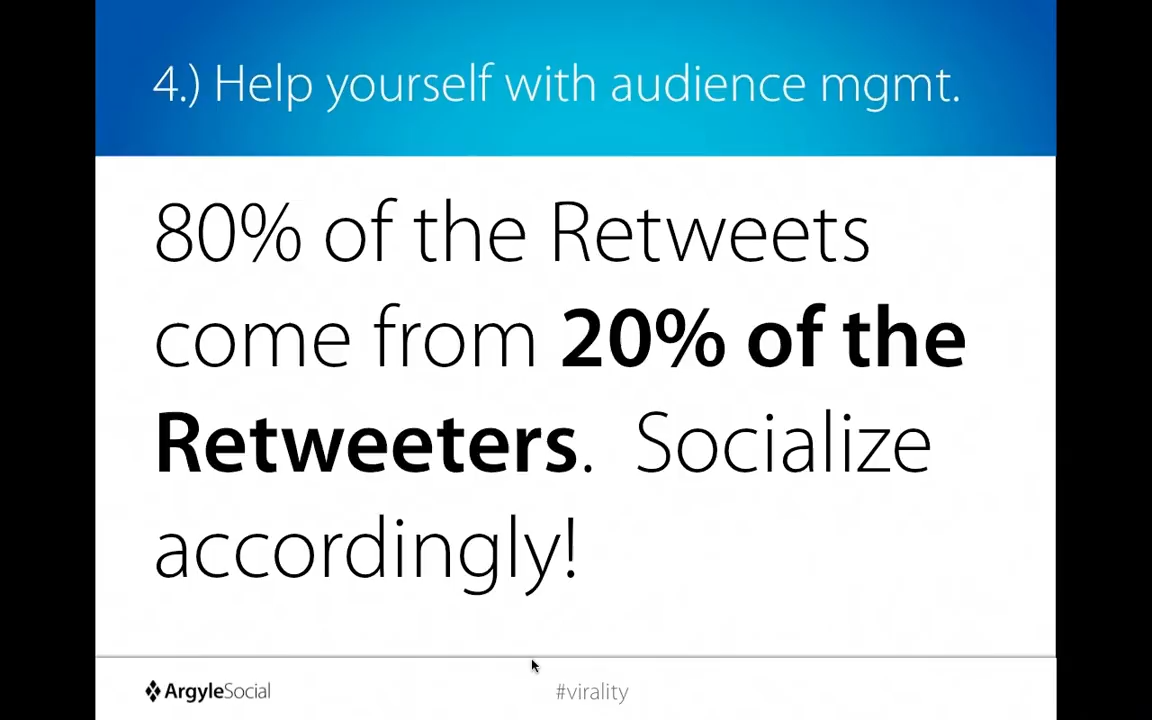 4.) Help yourself with audience mgmt.
80% of the Retweets
come from 20% of the
Retweeters. Socialize
accordingly!
ArgyleSocial
#virality